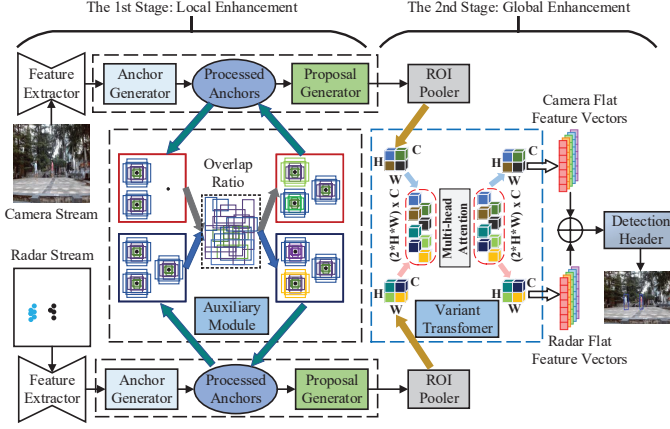 The 1st Stage: Local Enhancement
The 2nd Stage: Global Enhancement
Feature
Extractor
Anchor
Generator
Processed
Anchors
Proposal
Generator
ROI
Pooler
Camera Flat
Feature Vectors
Camera Stream
Overlap
Ratio
H
C
W
H
C
W
(2*H*W) x C
Multi-head
Attention
(2*H*W) x C
Detection
Header
Radar Stream
Auxiliary
Module
H
C
W
H
C
W
Variant
Transfomer
Radar Flat
Feature Vectors
Feature
Extractor
Anchor
Generator
Processed
Anchors
Proposal
Generator
ROI
Pooler